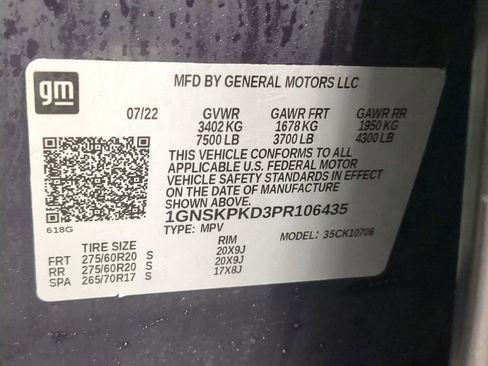 gm
MFD BY GENERAL MOTORS LLC
07/22 GVWR GAWR FRT GAWR RR
3402 KG 1678 KG 1950 KG
7500 LB 3700 LB 4300 LB
THIS VEHICLE CONFORMS TO ALL
APPLICABLE U.S. FEDERAL MOTOR
VEHICLE SAFETY STANDARDS IN EFFECT
ON THE DATE OF MANUFACTURE
SHOWN ABOVE.
1GNSKPKD3PR106435
618G TYPE: MPV MODEL: 35CK10706
TIRE SIZE RIM
FRT 275/60R20 S 20X9J
RR 275/60R20 S 20X9J
SPA 265/70R17 S 17X8J